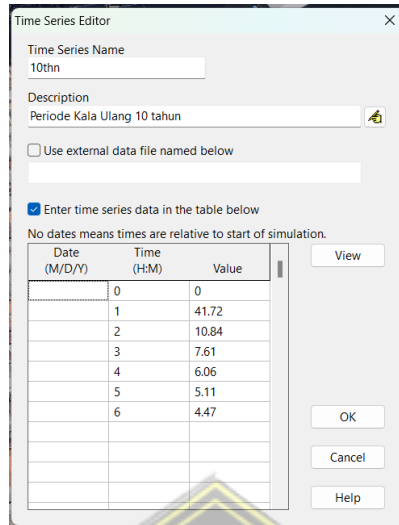 Time Series Editor
Time Series Name
10thn
Description
Periode Kala Ulang 10 tahun
Use external data file named below
Enter time series data in the table below
No dates means times are relative to start of simulation.
Date (M/D/Y) Time (H:M) Value
0 0
1 41.72
2 10.84
3 7.61
4 6.06
5 5.11
6 4.47
View
OK
Cancel
Help